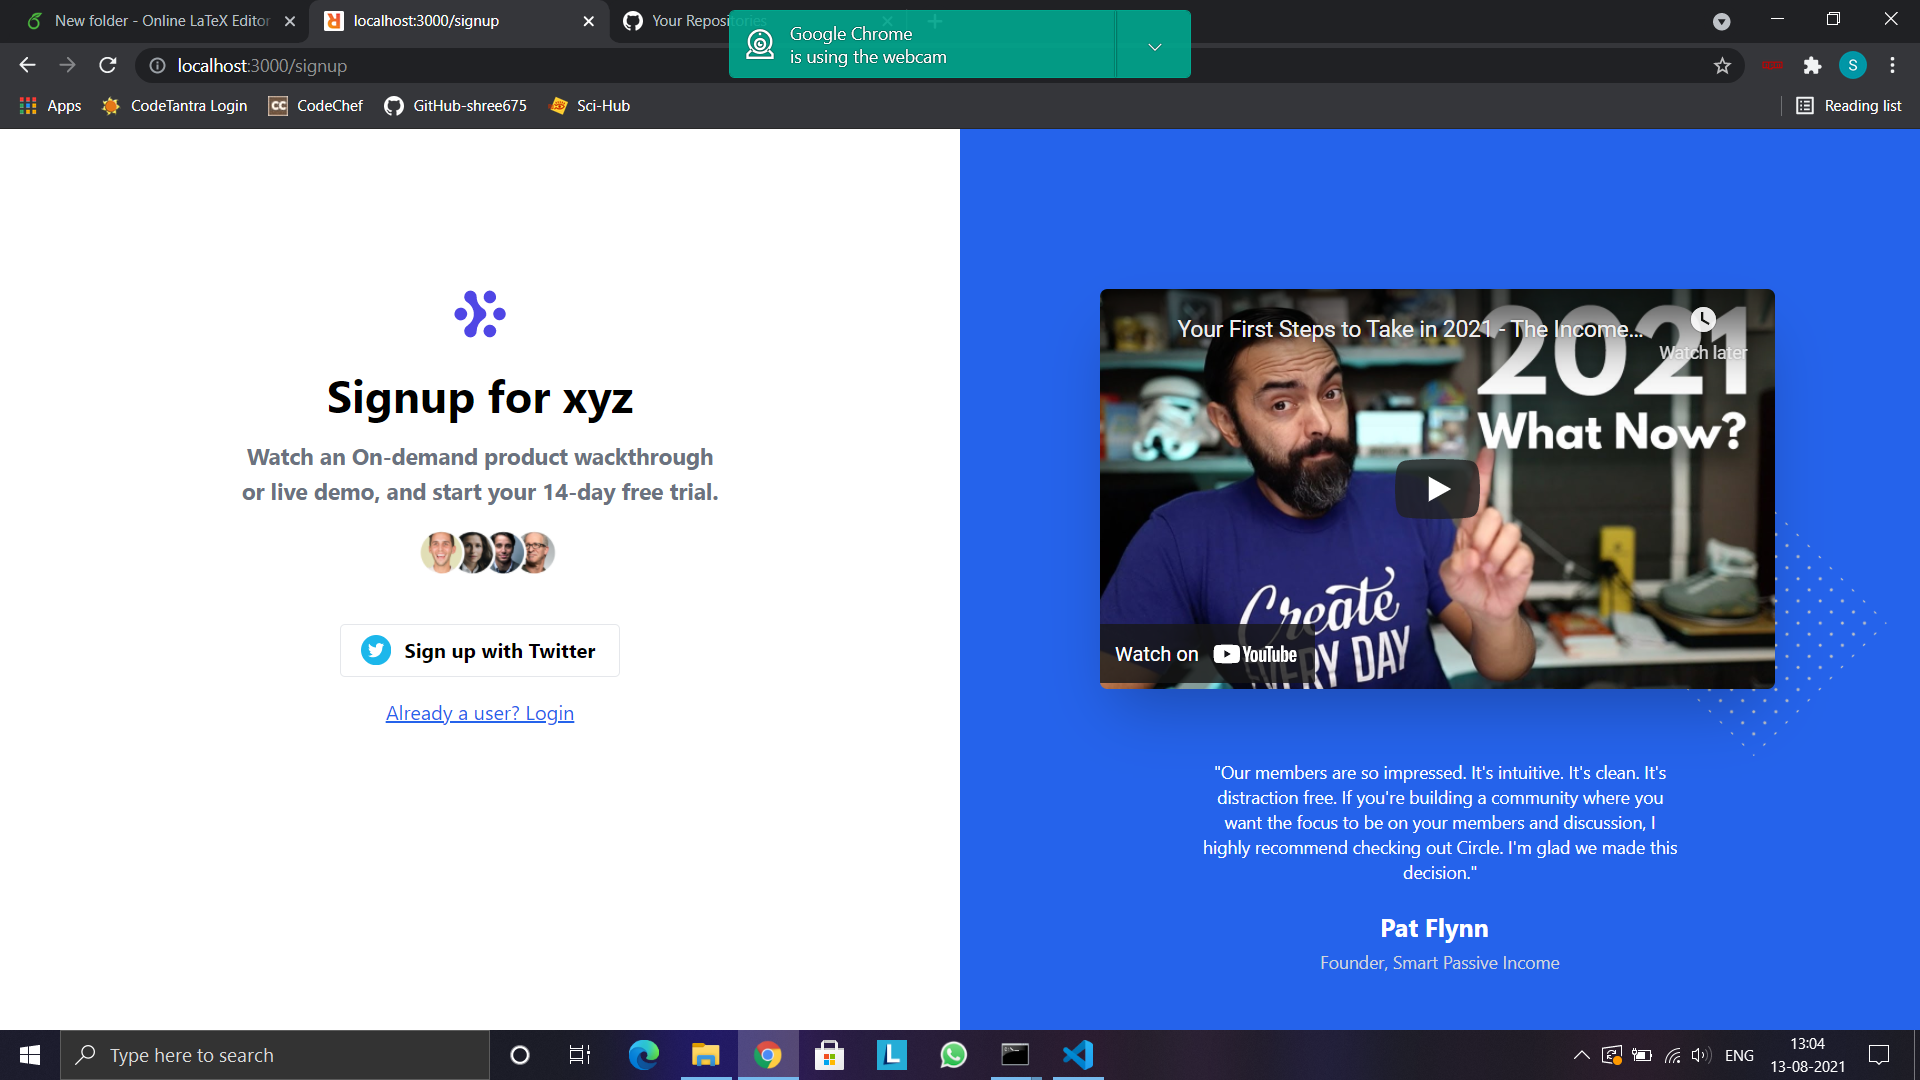 New folder - Online LaTeX Editor
localhost:3000/signup
Your Repositories
Google Chrome
is using the webcam
localhost:3000/signup
S
Apps
CodeTantra Login
CC CodeChef
GitHub-shree675
Sci-Hub
Reading list
Signup for xyz
Watch an On-demand product wackthrough
or live demo, and start your 14-day free trial.
Sign up with Twitter
Already a user? Login
Your First Steps to Take in 2021 - The Income...
Watch later
2021
What Now?
Create
EVERY DAY
Watch on YouTube
"Our members are so impressed. It's intuitive. It's clean. It's
distraction free. If you're building a community where you
want the focus to be on your members and discussion, I
highly recommend checking out Circle. I'm glad we made this
decision."
Pat Flynn
Founder, Smart Passive Income
Type here to search
L
ENG
13:04
13-08-2021